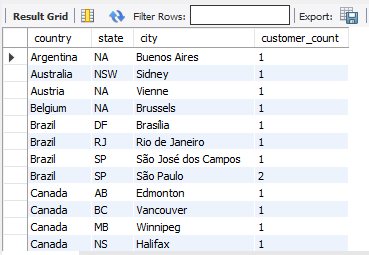 Result Grid Filter Rows: Export:
country state city customer_count
Argentina NA Buenos Aires 1
Australia NSW Sidney 1
Austria NA Vienne 1
Belgium NA Brussels 1
Brazil DF Brasília 1
Brazil RJ Rio de Janeiro 1
Brazil SP São José dos Campos 1
Brazil SP São Paulo 2
Canada AB Edmonton 1
Canada BC Vancouver 1
Canada MB Winnipeg 1
Canada NS Halifax 1